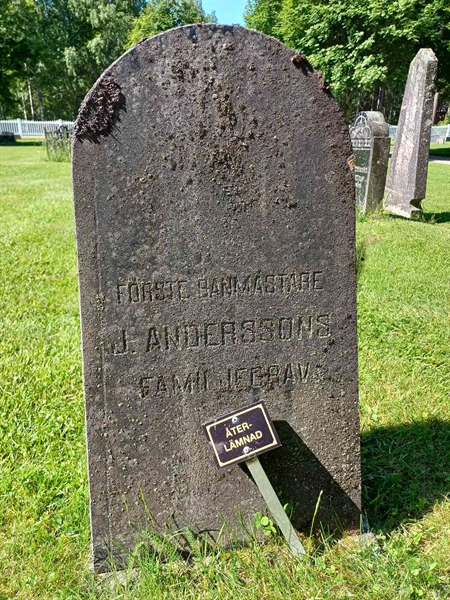 FÖRSTE BANMÄSTARE
J. ANDERSSONS
FAMILJEGRAV.
ÅTER-
LÄMNAD